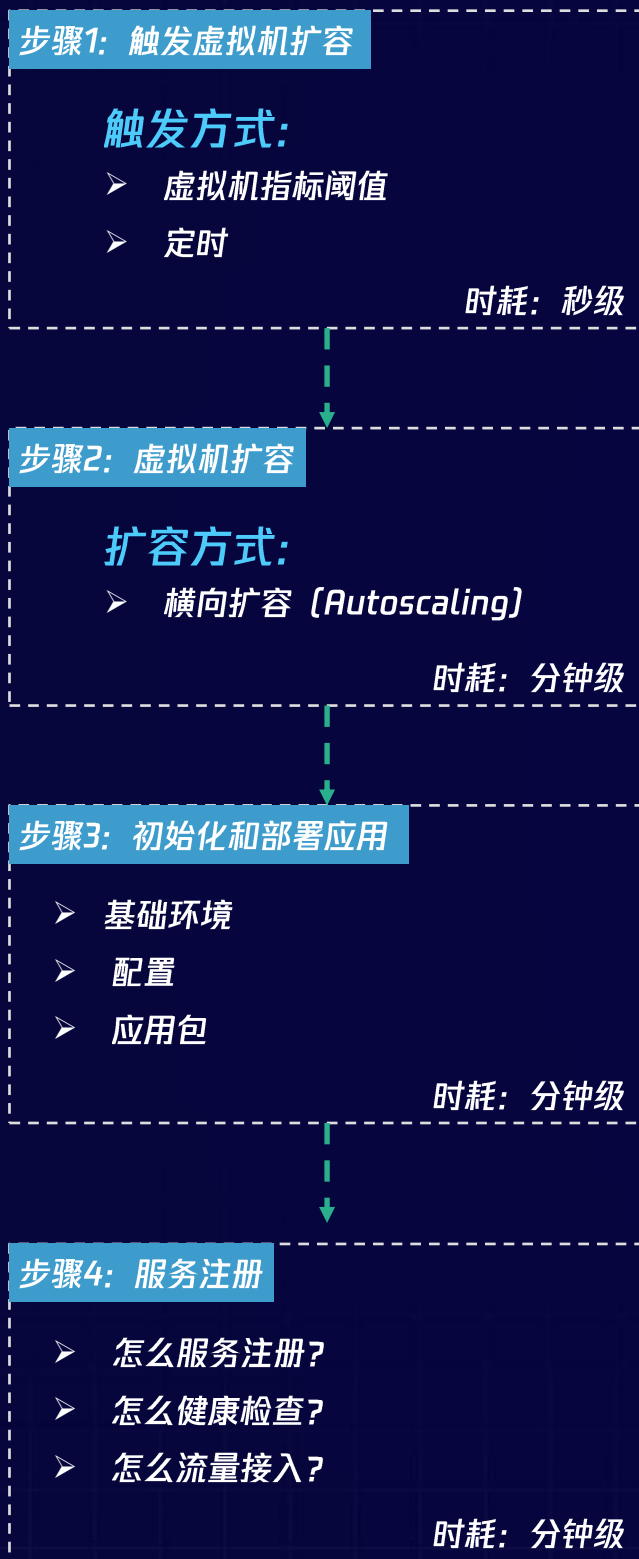 步骤1：触发虚拟机扩容
触发方式：
➢ 虚拟机指标阈值
➢ 定时
时耗：秒级
步骤2：虚拟机扩容
扩容方式：
➢ 横向扩容（Autoscaling）
时耗：分钟级
步骤3：初始化和部署应用
➢ 基础环境
➢ 配置
➢ 应用包
时耗：分钟级
步骤4：服务注册
➢ 怎么服务注册？
➢ 怎么健康检查？
➢ 怎么流量接入？
时耗：分钟级